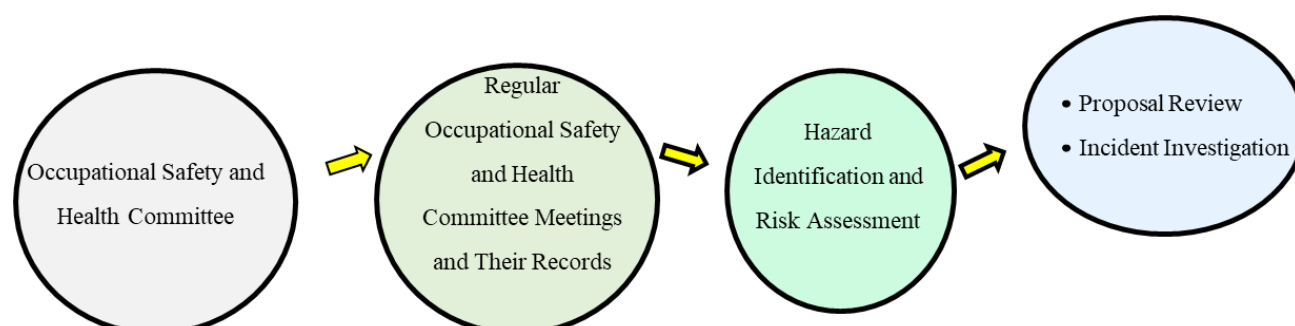 Occupational Safety and
Health Committee
Regular
Occupational Safety
and Health
Committee Meetings
and Their Records
Hazard
Identification and
Risk Assessment
• Proposal Review
• Incident Investigation